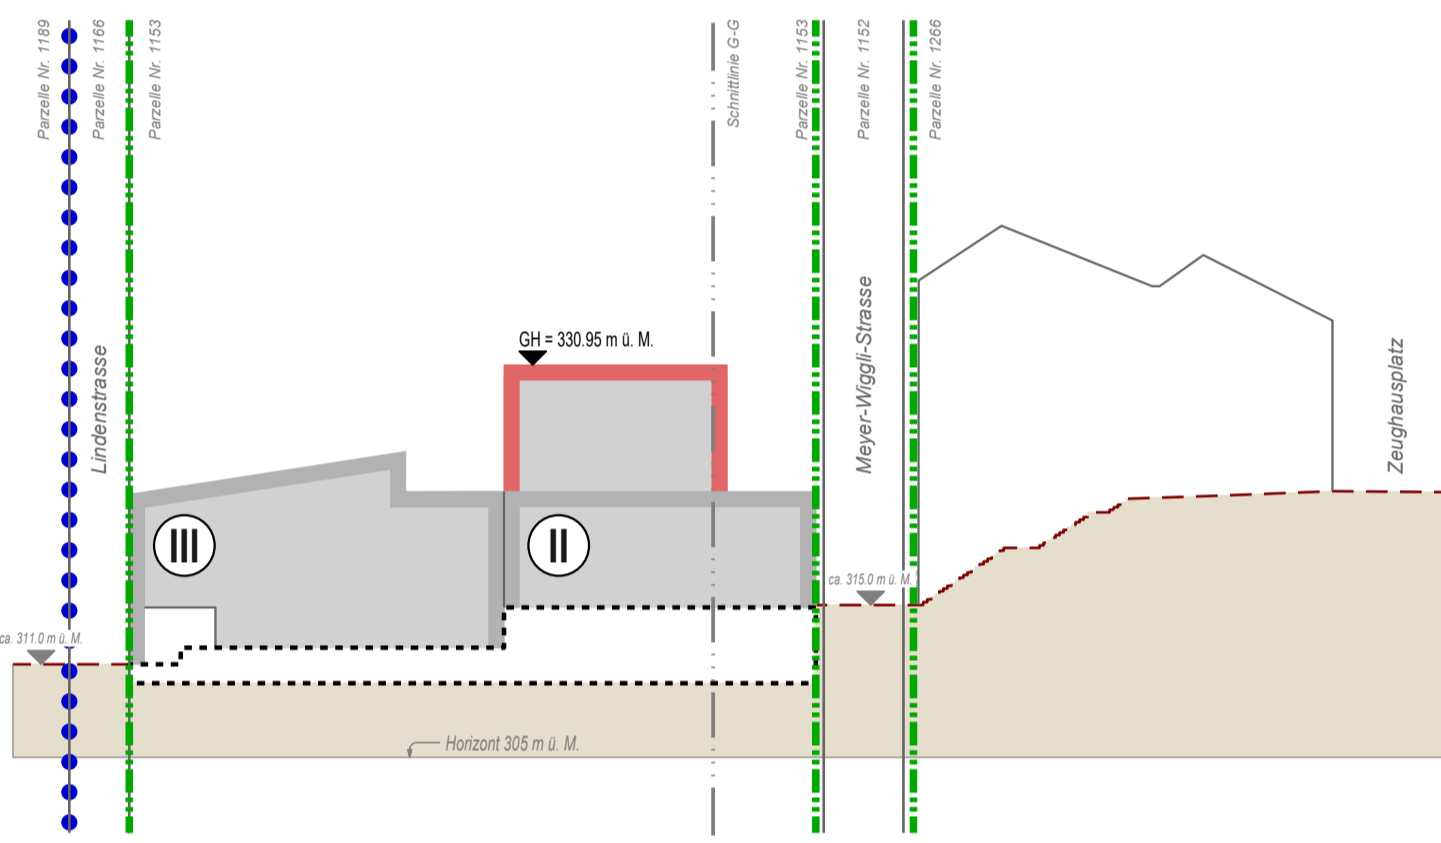 Parzelle Nr. 1189
Parzelle Nr. 1166
Parzelle Nr. 1153
Schnittlinie G-G
Parzelle Nr. 1153
Parzelle Nr. 1152
Parzelle Nr. 1266
GH = 330.95 m ü. M.
Lindenstrasse
Meyer-Wiggli-Strasse
Zeughausplatz
III
II
ca. 315.0 m ü. M.
ca. 311.0 m ü. M.
Horizont 305 m ü. M.